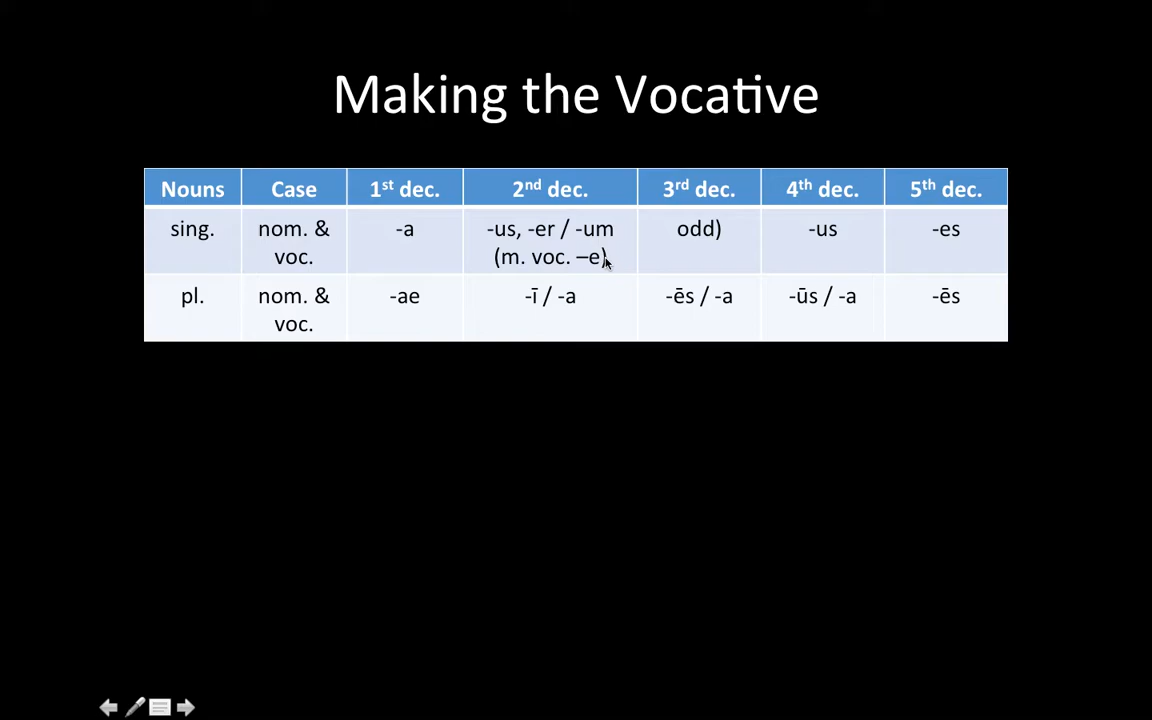 Making the Vocative
Nouns Case 1st dec. 2nd dec. 3rd dec. 4th dec. 5th dec.
sing. nom. & -a -us, -er / -um odd) -us -es
voc. (m. voc. –e)
pl. nom. & -ae -ī / -a -ēs / -a -ūs / -a -ēs
voc.